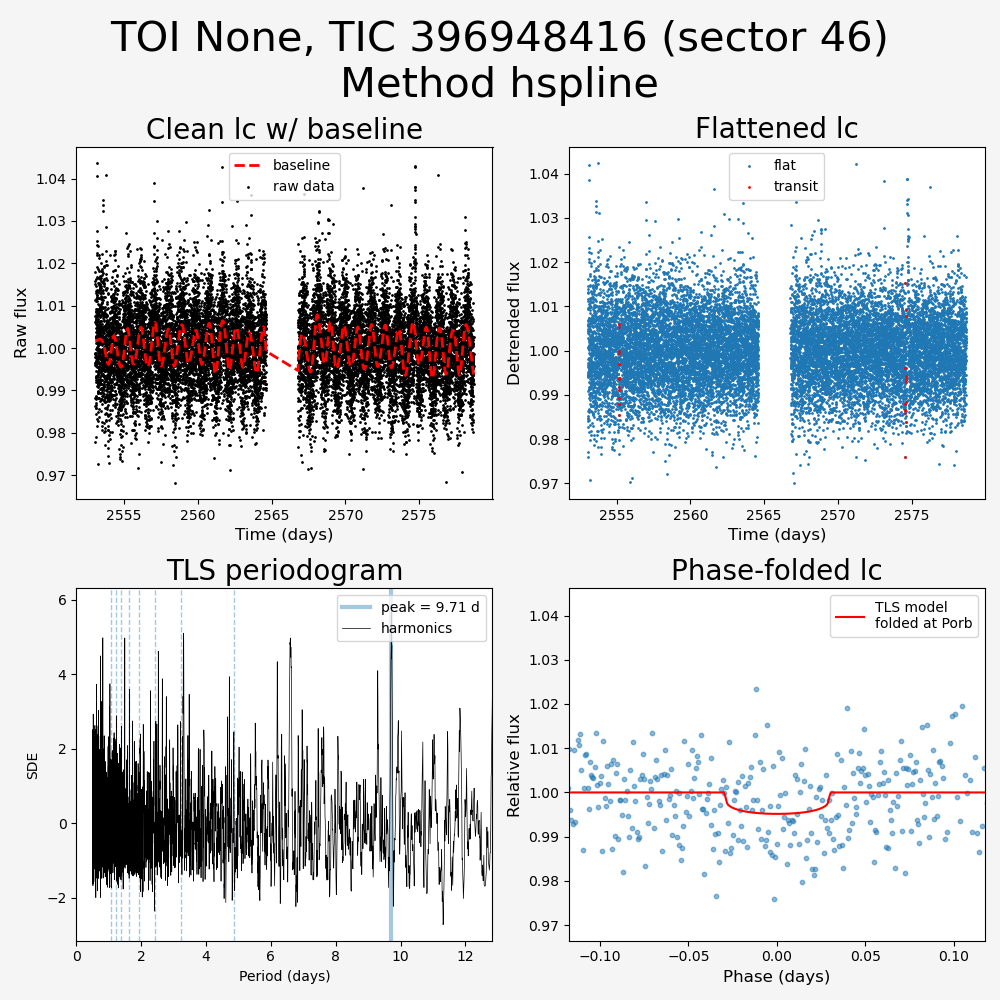 TOI None, TIC 396948416 (sector 46)
Method hspline
Clean lc w/ baseline
baseline
raw data
Raw flux
1.04
1.03
1.02
1.01
1.00
0.99
0.98
0.97
2555
2560
2565
2570
2575
Time (days)
Flattened lc
flat
transit
Detrended flux
1.04
1.03
1.02
1.01
1.00
0.99
0.98
0.97
2555
2560
2565
2570
2575
Time (days)
TLS periodogram
peak = 9.71 d
harmonics
SDE
6
4
2
0
−2
0
2
4
6
8
10
12
Period (days)
Phase-folded lc
TLS model
folded at Porb
Relative flux
1.04
1.03
1.02
1.01
1.00
0.99
0.98
0.97
−0.10
−0.05
0.00
0.05
0.10
Phase (days)